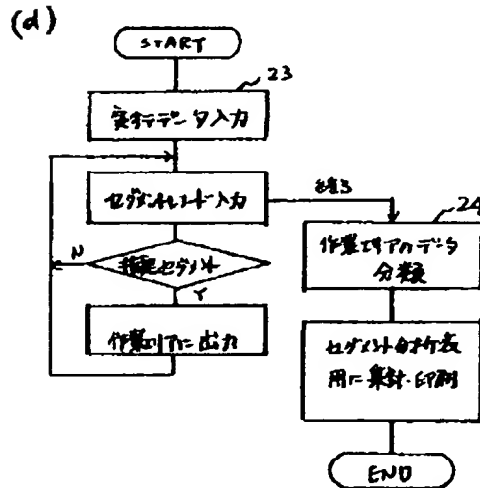 (d)
START
23
実行データ入力
セグメントレコード入力
終る
N
指定セグメント
Y
作業エリアに出力
24
作業エリアのデータ
分類
セグメント分析表
用に集計・印刷
END